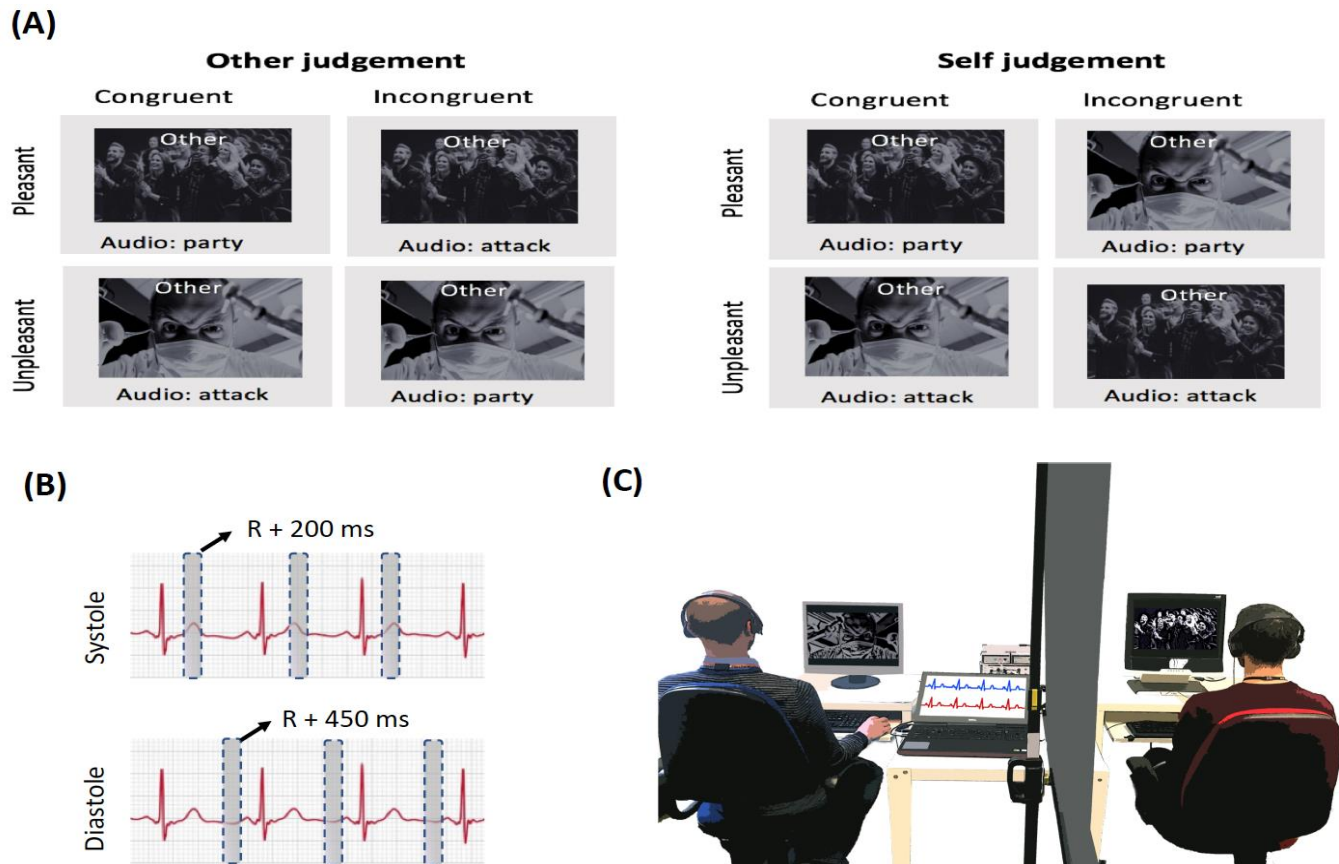 (A)
Other judgement
Congruent
Incongruent
Pleasant
Other
Audio: party
Other
Audio: attack
Unpleasant
Other
Audio: attack
Other
Audio: party
Self judgement
Congruent
Incongruent
Pleasant
Other
Audio: party
Other
Audio: party
Unpleasant
Other
Audio: attack
Other
Audio: attack
(B)
R + 200 ms
Systole
R + 450 ms
Diastole
(C)